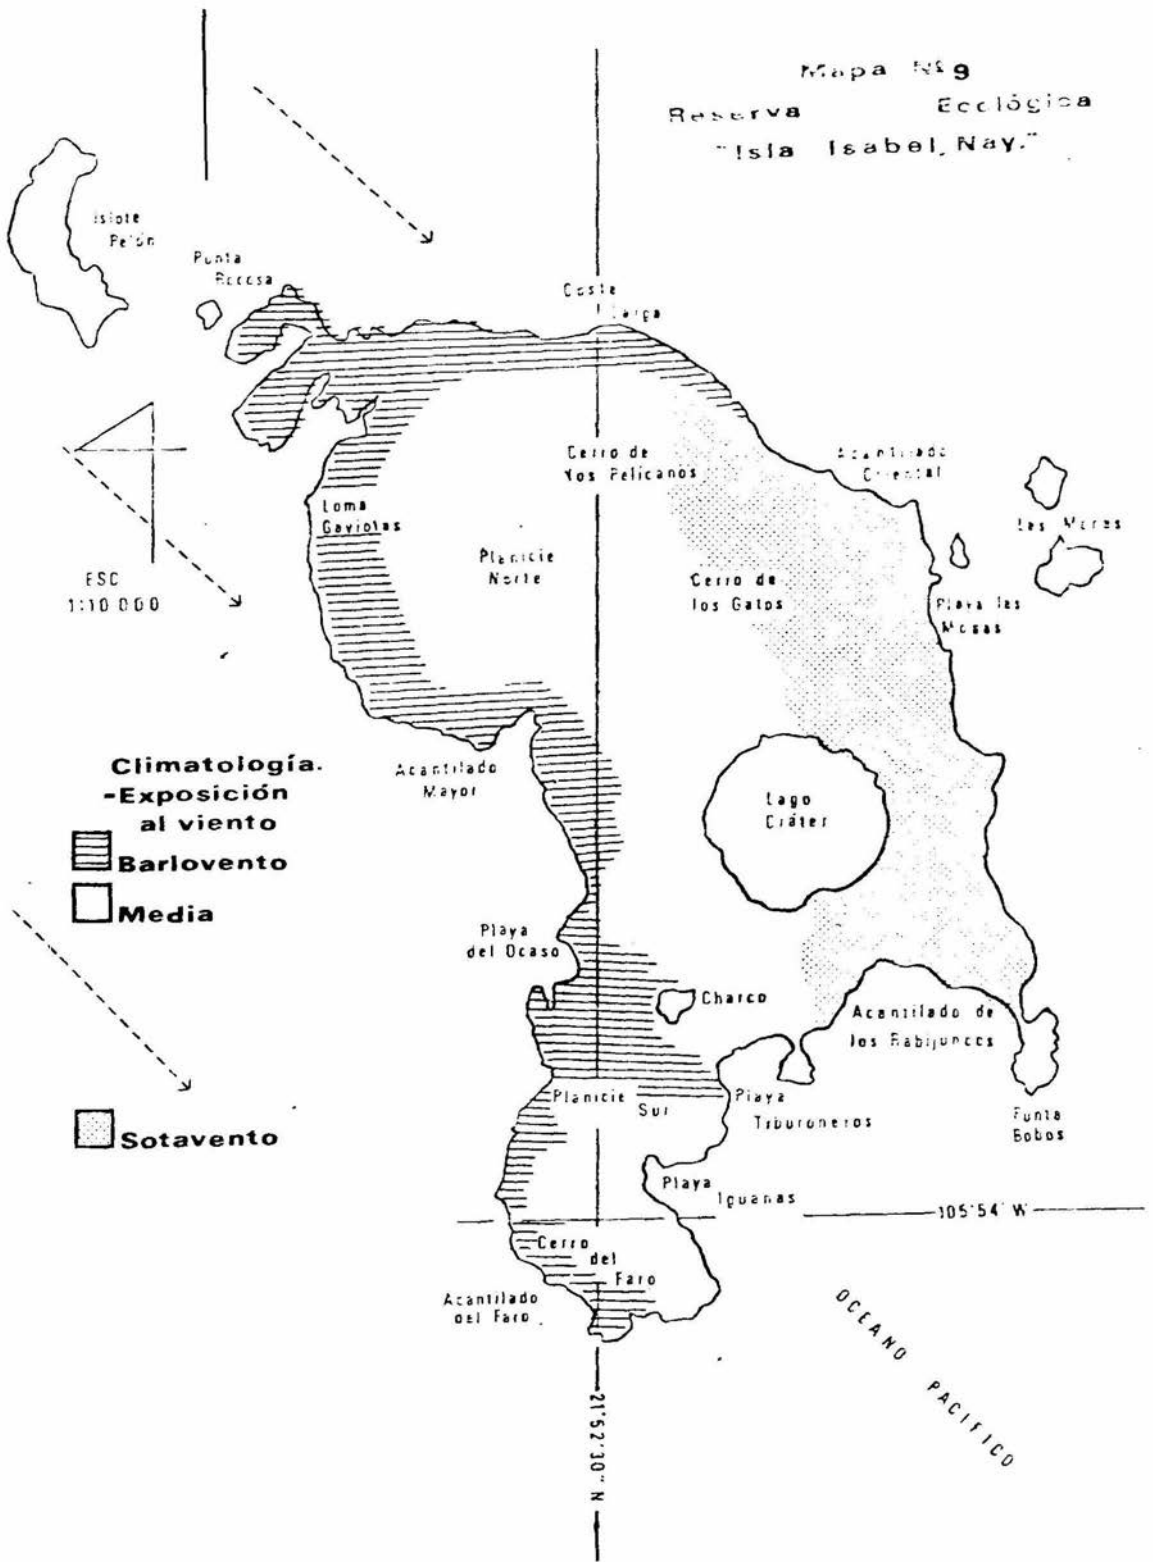 Mapa Nº 9
Reserva Ecológica
"Isla Isabel, Nay."
Islote
Pelón
Punta
Rocosa
Costa
Larga
Cerro de
los Pelicanos
Acantilado
Oriental
Las Monas
Loma
Gaviotas
Planicie
Norte
Cerro de
los Gatos
Playa las
Monas
ESC
1:10 000
Climatología.
-Exposición
al viento
Barlovento
Media
Acantilado
Mayor
Lago
Cráter
Playa
del Ocaso
Charco
Acantilado de
los Rabijuncos
Planicie
Sur
Playa
Tiburoneros
Punta
Bobos
Sotavento
Playa
Iguanas
105°54' W
Cerro
del
Faro
Acantilado
del Faro
OCEANO PACIFICO
21°52'30" N